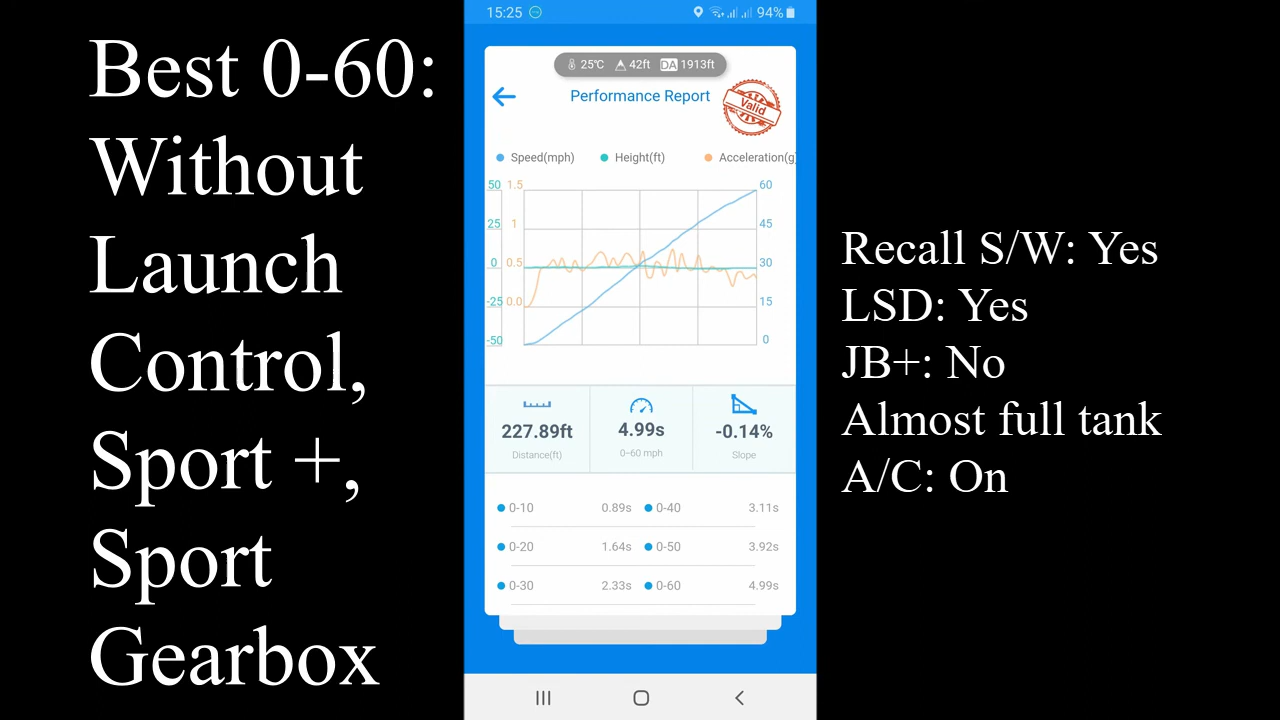 Best 0-60:
Without
Launch
Control,
Sport +,
Sport
Gearbox
15:25 94%
25℃ 42ft DA 1913ft
Performance Report
Valid
Speed(mph) Height(ft) Acceleration(g
50 1.5 60
25 1 45
0 0.5 30
-25 0.0 15
-50 0
227.89ft 4.99s -0.14%
Distance(ft) 0~60 mph Slope
0-10 0.89s 0-40 3.11s
0-20 1.64s 0-50 3.92s
0-30 2.33s 0-60 4.99s
Recall S/W: Yes
LSD: Yes
JB+: No
Almost full tank
A/C: On